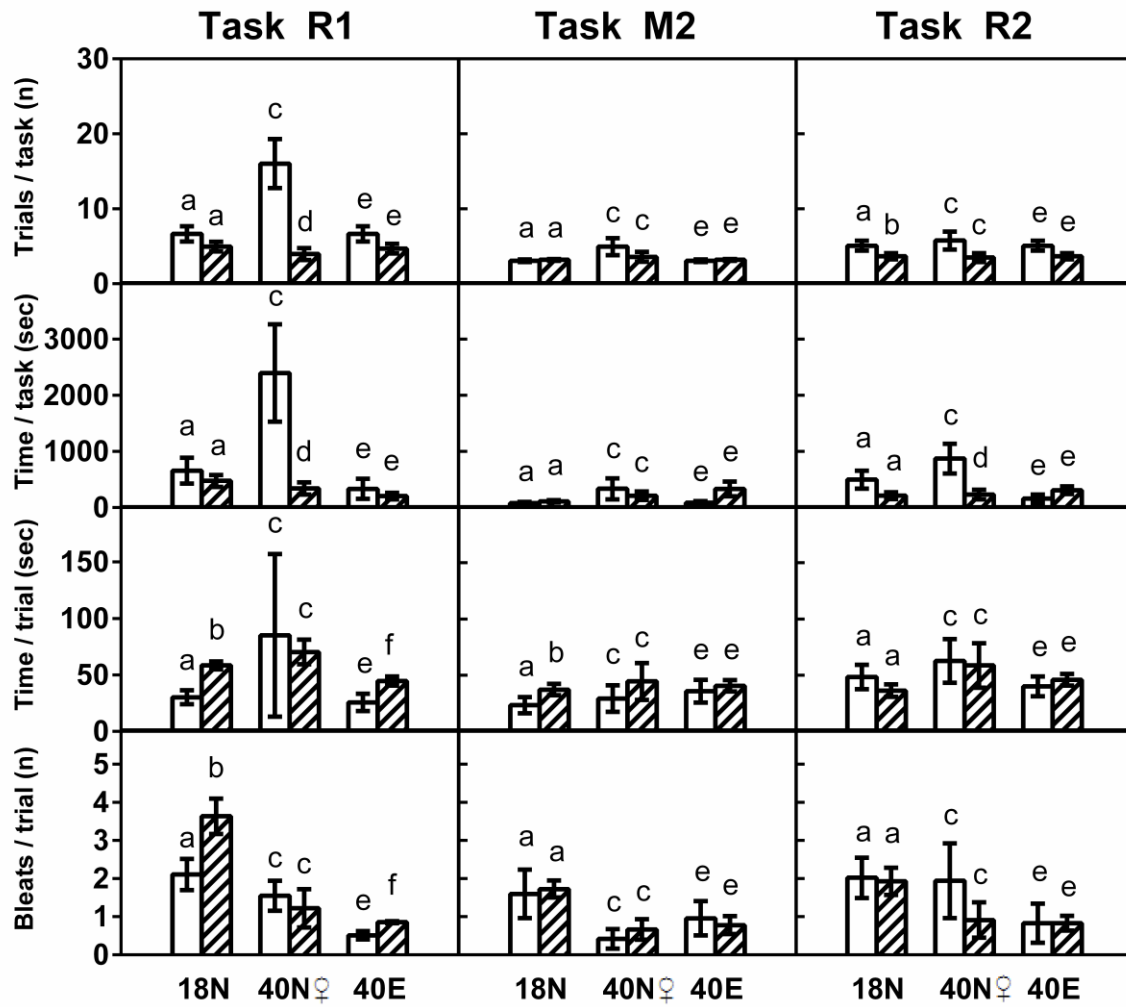 Task R1 Task M2 Task R2
Trials / task (n)
30
20
10
0
c
a a d e e
a a c c e e
a b c c e e
Time / task (sec)
3000
2000
1000
0
c
a a d e e
a a c c e e
a a c d e e
Time / trial (sec)
150
100
50
0
c
a b c e f
a b c c e e
a a c c e e
Bleats / trial (n)
5
4
3
2
1
0
a b c c e f
a a c c e e
a a c c e e
18N 40N♀ 40E 18N 40N♀ 40E 18N 40N♀ 40E